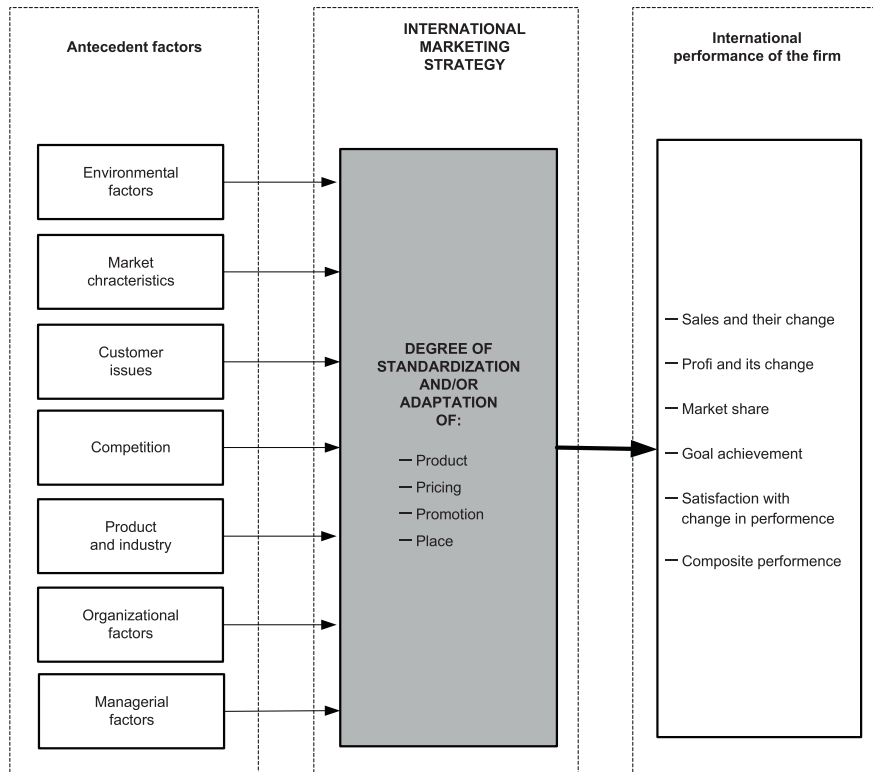 Antecedent factors
INTERNATIONAL
MARKETING
STRATEGY
International
performance of the firm
Environmental
factors
Market
chracteristics
Customer
issues
Competition
Product
and industry
Organizational
factors
Managerial
factors
DEGREE OF
STANDARDIZATION
AND/OR
ADAPTATION
OF:
— Product
— Pricing
— Promotion
— Place
— Sales and their change
— Profi and its change
— Market share
— Goal achievement
— Satisfaction with
change in performence
— Composite performence